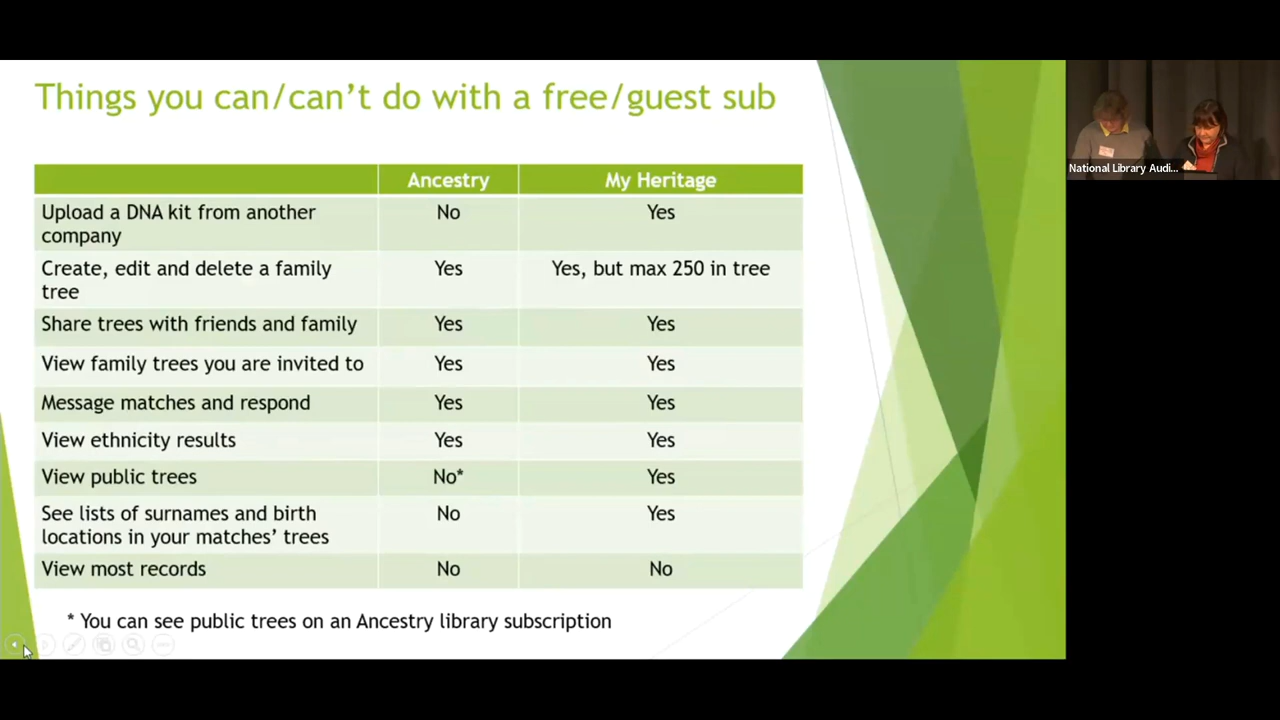 Things you can/can't do with a free/guest sub
Ancestry My Heritage
Upload a DNA kit from another company No Yes
Create, edit and delete a family tree Yes Yes, but max 250 in tree
Share trees with friends and family Yes Yes
View family trees you are invited to Yes Yes
Message matches and respond Yes Yes
View ethnicity results Yes Yes
View public trees No* Yes
See lists of surnames and birth locations in your matches' trees No Yes
View most records No No
* You can see public trees on an Ancestry library subscription
National Library Audi...